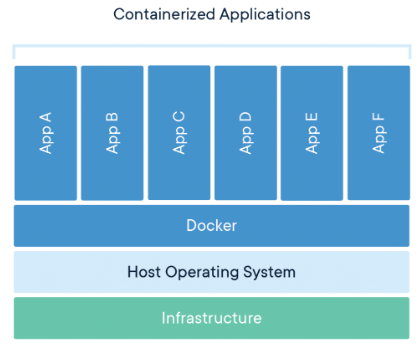 Containerized Applications
App A
App B
App C
App D
App E
App F
Docker
Host Operating System
Infrastructure